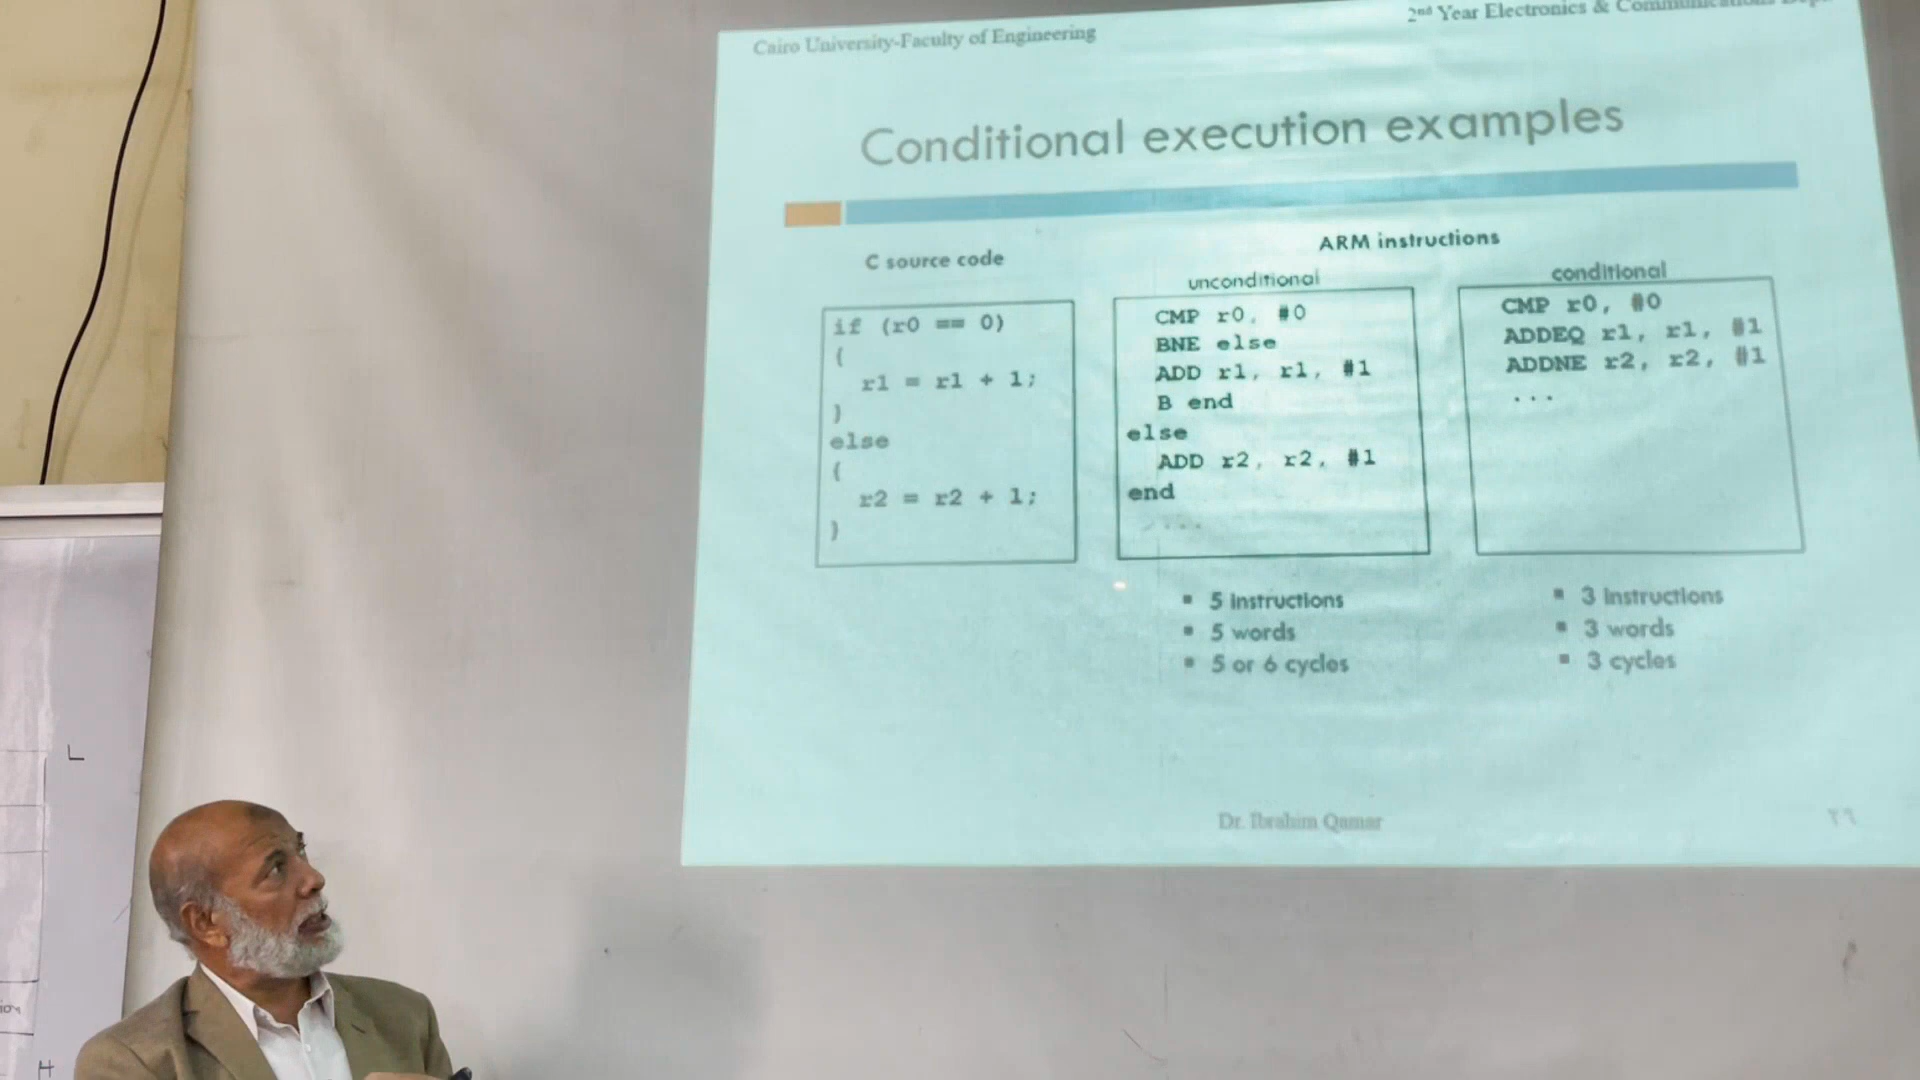 Cairo University-Faculty of Engineering
2nd Year Electronics & Communications
Conditional execution examples
C source code
if (r0 == 0)
{
r1 = r1 + 1;
}
else
{
r2 = r2 + 1;
}
ARM instructions
unconditional
CMP r0, #0
BNE else
ADD r1, r1, #1
B end
else
ADD r2, r2, #1
end
....
▪ 5 instructions
▪ 5 words
▪ 5 or 6 cycles
conditional
CMP r0, #0
ADDEQ r1, r1, #1
ADDNE r2, r2, #1
...
▪ 3 instructions
▪ 3 words
▪ 3 cycles
Dr. Ibrahim Qamar
L
H